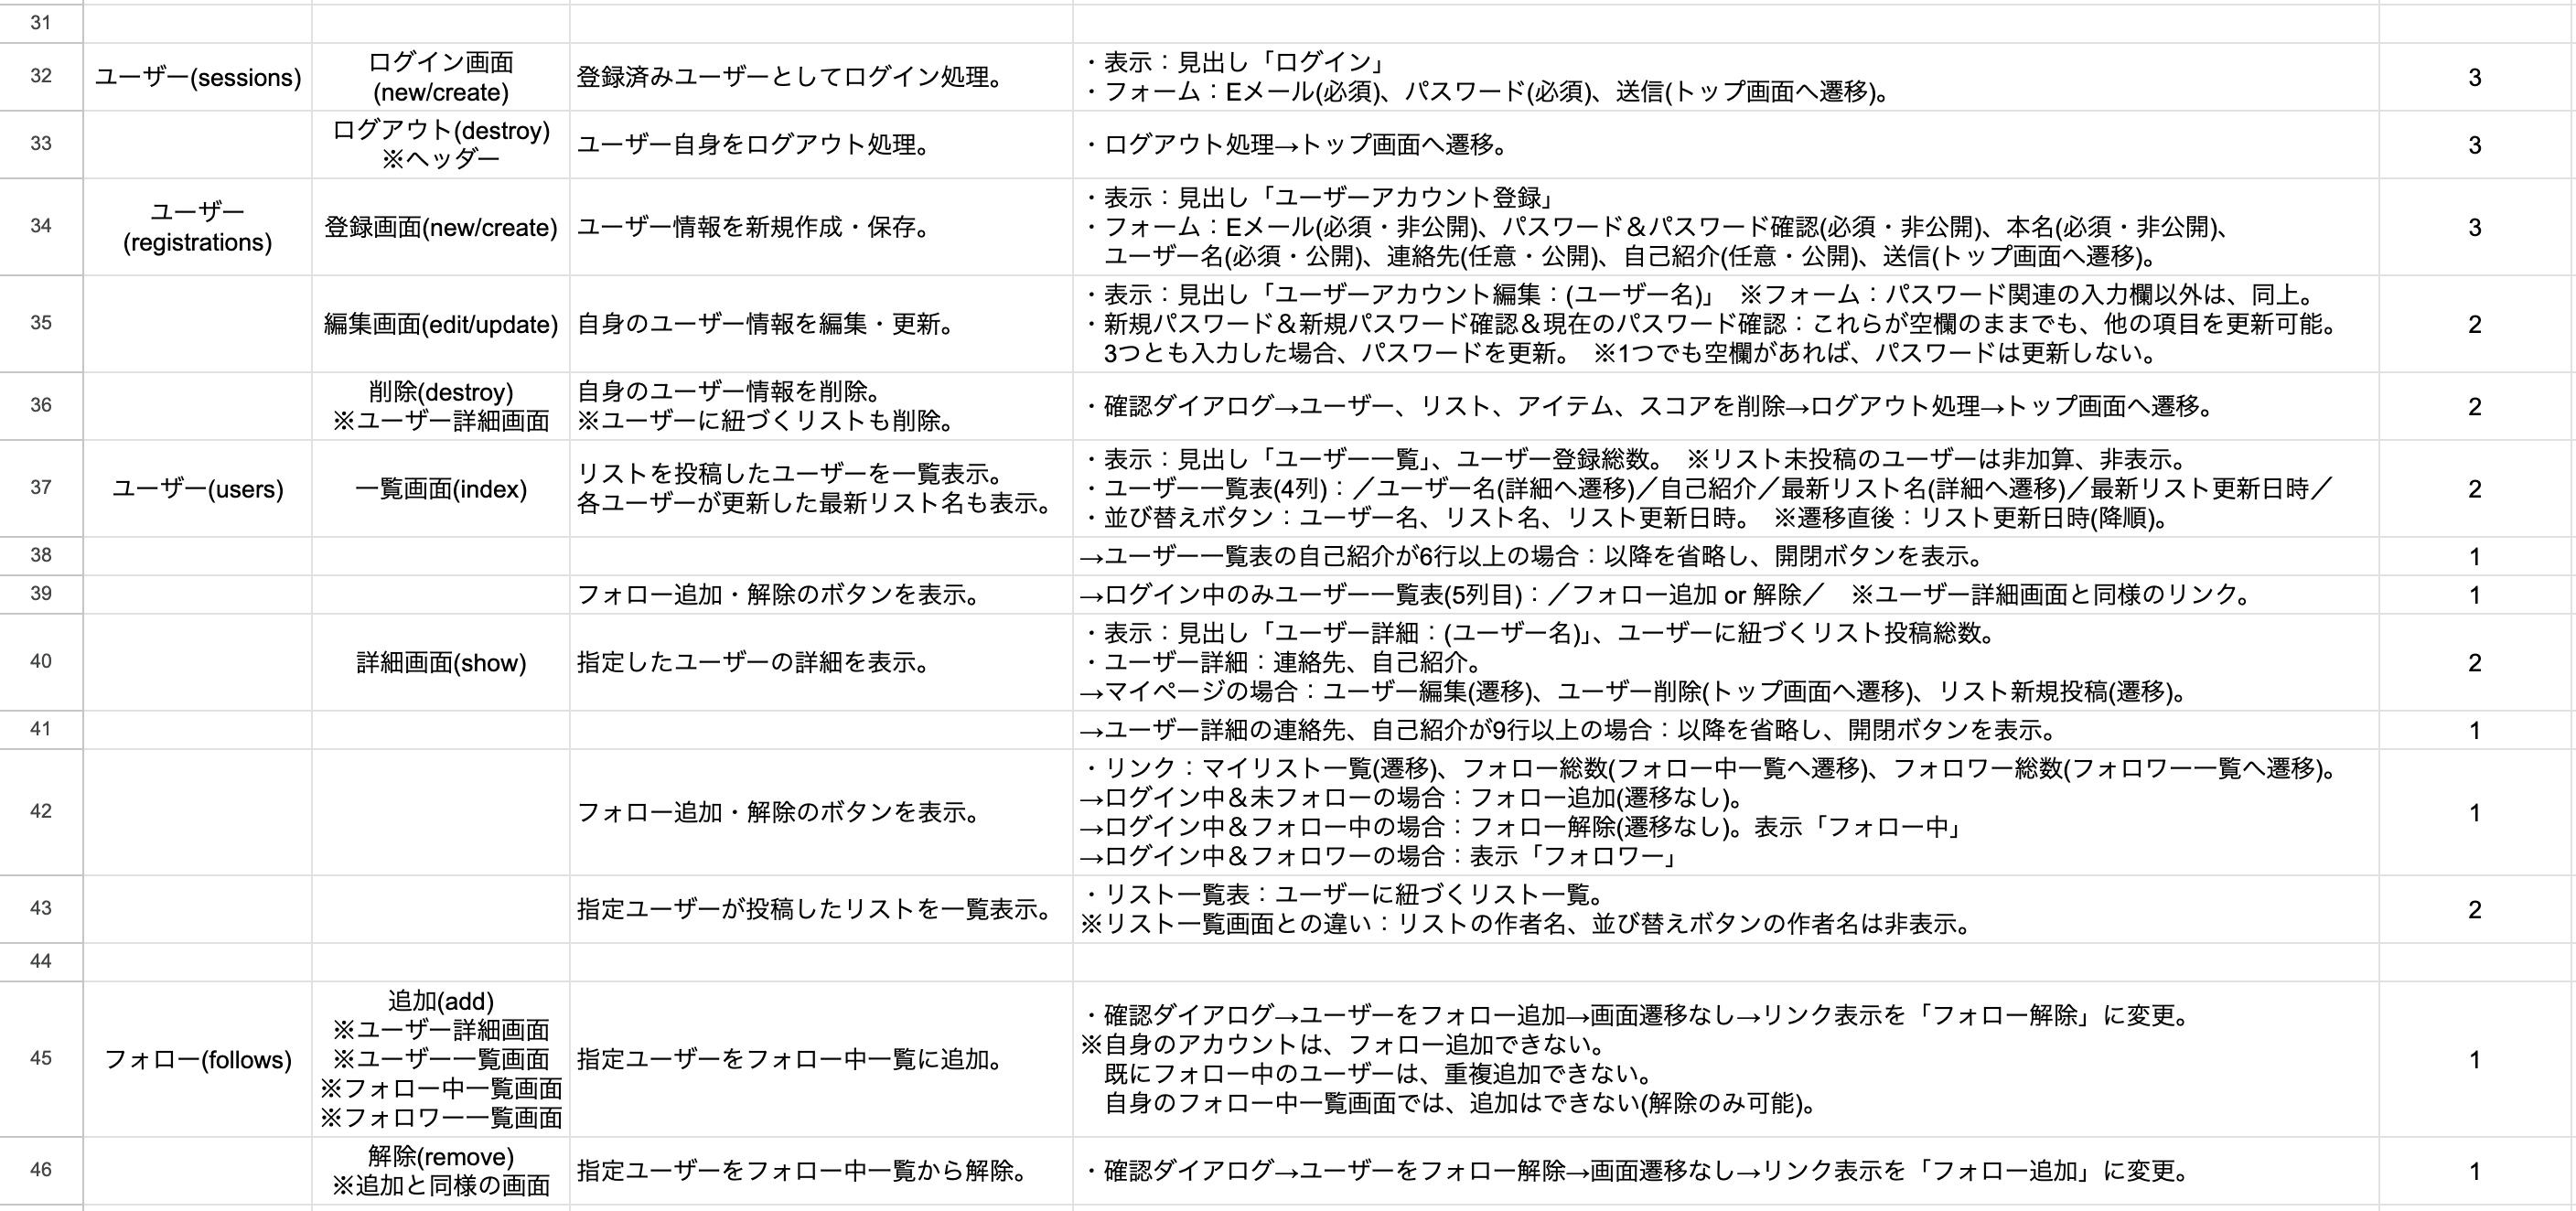 31
32
ユーザー(sessions)
ログイン画面
(new/create)
登録済みユーザーとしてログイン処理。
・表示：見出し「ログイン」
・フォーム：Eメール(必須)、パスワード(必須)、送信(トップ画面へ遷移)。
3
33
ログアウト(destroy)
※ヘッダー
ユーザー自身をログアウト処理。
・ログアウト処理→トップ画面へ遷移。
3
34
ユーザー
(registrations)
登録画面(new/create)
ユーザー情報を新規作成・保存。
・表示：見出し「ユーザーアカウント登録」
・フォーム：Eメール(必須・非公開)、パスワード＆パスワード確認(必須・非公開)、本名(必須・非公開)、
ユーザー名(必須・公開)、連絡先(任意・公開)、自己紹介(任意・公開)、送信(トップ画面へ遷移)。
3
35
編集画面(edit/update)
自身のユーザー情報を編集・更新。
・表示：見出し「ユーザーアカウント編集：(ユーザー名)」 ※フォーム：パスワード関連の入力欄以外は、同上。
・新規パスワード＆新規パスワード確認＆現在のパスワード確認：これらが空欄のままでも、他の項目を更新可能。
3つとも入力した場合、パスワードを更新。 ※1つでも空欄があれば、パスワードは更新しない。
2
36
削除(destroy)
※ユーザー詳細画面
自身のユーザー情報を削除。
※ユーザーに紐づくリストも削除。
・確認ダイアログ→ユーザー、リスト、アイテム、スコアを削除→ログアウト処理→トップ画面へ遷移。
2
37
ユーザー(users)
一覧画面(index)
リストを投稿したユーザーを一覧表示。
各ユーザーが更新した最新リスト名も表示。
・表示：見出し「ユーザー一覧」、ユーザー登録総数。 ※リスト未投稿のユーザーは非加算、非表示。
・ユーザー一覧表(4列)：／ユーザー名(詳細へ遷移)／自己紹介／最新リスト名(詳細へ遷移)／最新リスト更新日時／
・並び替えボタン：ユーザー名、リスト名、リスト更新日時。 ※遷移直後：リスト更新日時(降順)。
2
38
→ユーザー一覧表の自己紹介が6行以上の場合：以降を省略し、開閉ボタンを表示。
1
39
フォロー追加・解除のボタンを表示。
→ログイン中のみユーザー一覧表(5列目)：／フォロー追加 or 解除／ ※ユーザー詳細画面と同様のリンク。
1
40
詳細画面(show)
指定したユーザーの詳細を表示。
・表示：見出し「ユーザー詳細：(ユーザー名)」、ユーザーに紐づくリスト投稿総数。
・ユーザー詳細：連絡先、自己紹介。
→マイページの場合：ユーザー編集(遷移)、ユーザー削除(トップ画面へ遷移)、リスト新規投稿(遷移)。
2
41
→ユーザー詳細の連絡先、自己紹介が9行以上の場合：以降を省略し、開閉ボタンを表示。
1
42
フォロー追加・解除のボタンを表示。
・リンク：マイリスト一覧(遷移)、フォロー総数(フォロー中一覧へ遷移)、フォロワー総数(フォロワー一覧へ遷移)。
→ログイン中＆未フォローの場合：フォロー追加(遷移なし)。
→ログイン中＆フォロー中の場合：フォロー解除(遷移なし)。表示「フォロー中」
→ログイン中＆フォロワーの場合：表示「フォロワー」
1
43
指定ユーザーが投稿したリストを一覧表示。
・リスト一覧表：ユーザーに紐づくリスト一覧。
※リスト一覧画面との違い：リストの作者名、並び替えボタンの作者名は非表示。
2
44
45
フォロー(follows)
追加(add)
※ユーザー詳細画面
※ユーザー一覧画面
※フォロー中一覧画面
※フォロワー一覧画面
指定ユーザーをフォロー中一覧に追加。
・確認ダイアログ→ユーザーをフォロー追加→画面遷移なし→リンク表示を「フォロー解除」に変更。
※自身のアカウントは、フォロー追加できない。
既にフォロー中のユーザーは、重複追加できない。
自身のフォロー中一覧画面では、追加はできない(解除のみ可能)。
1
46
解除(remove)
※追加と同様の画面
指定ユーザーをフォロー中一覧から解除。
・確認ダイアログ→ユーザーをフォロー解除→画面遷移なし→リンク表示を「フォロー追加」に変更。
1